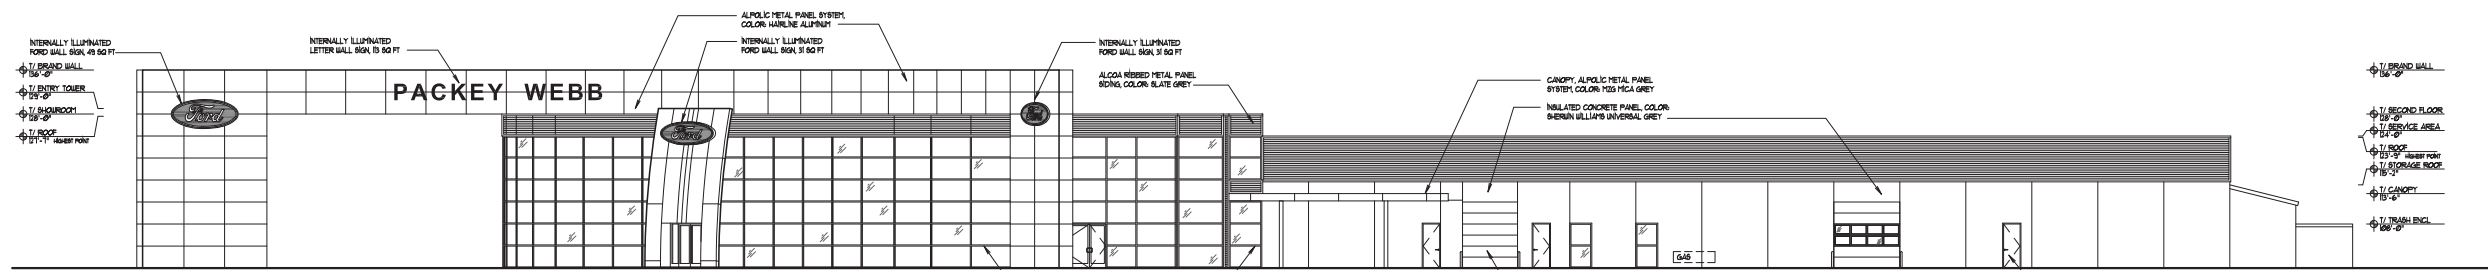 ALPOLIC METAL PANEL SYSTEM,
COLOR: HAIRLINE ALUMINUM
INTERNALLY ILLUMINATED
FORD WALL SIGN, 49 SQ FT
INTERNALLY ILLUMINATED
LETTER WALL SIGN, 113 SQ FT
INTERNALLY ILLUMINATED
FORD WALL SIGN, 31 SQ FT
INTERNALLY ILLUMINATED
FORD WALL SIGN, 31 SQ FT
ALCOA RIBBED METAL PANEL
SIDING, COLOR: SLATE GREY
CANOPY, ALPOLIC METAL PANEL
SYSTEM, COLOR: MZG MICA GREY
INSULATED CONCRETE PANEL, COLOR:
SHERWIN WILLIAMS UNIVERSAL GREY
T/ BRAND WALL
136'-0"
T/ ENTRY TOWER
129'-0"
T/ SHOWROOM
128'-0"
T/ ROOF
121'-7" HIGHEST POINT
PACKEY WEBB
Ford
Ford
Ford
GAS
T/ BRAND WALL
136'-0"
T/ SECOND FLOOR
128'-0"
T/ SERVICE AREA
124'-0"
T/ ROOF
123'-9" HIGHEST POINT
T/ STORAGE ROOF
115'-2"
T/ CANOPY
113'-6"
T/ TRASH ENCL
108'-0"